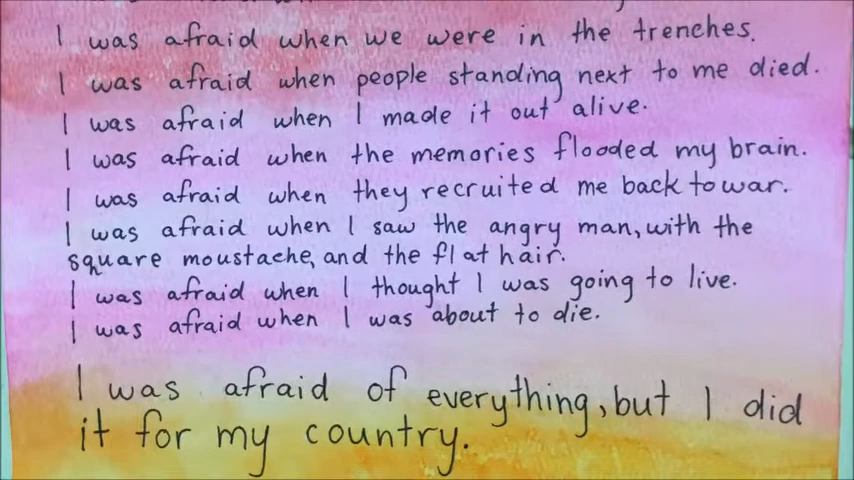 I was afraid when we were in the trenches.
I was afraid when people standing next to me died.
I was afraid when I made it out alive.
I was afraid when the memories flooded my brain.
I was afraid when they recruited me back to war.
I was afraid when I saw the angry man, with the
square moustache, and the flat hair.
I was afraid when I thought I was going to live.
I was afraid when I was about to die.
I was afraid of everything, but I did
it for my country.